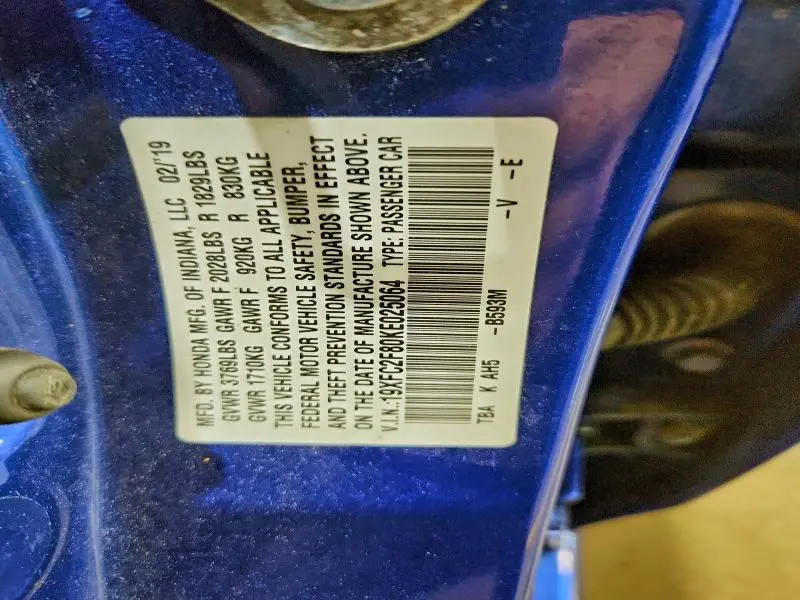 MFD. BY HONDA MFG. OF INDIANA, LLC 02/'19
GVWR 3769LBS GAWR F 2028LBS R 1829LBS
GVWR 1710KG GAWR F 920KG R 830KG
THIS VEHICLE CONFORMS TO ALL APPLICABLE
FEDERAL MOTOR VEHICLE SAFETY, BUMPER,
AND THEFT PREVENTION STANDARDS IN EFFECT
ON THE DATE OF MANUFACTURE SHOWN ABOVE.
V.I.N.:19XFC2F80KE025064 TYPE: PASSENGER CAR
TBA K AH5 -B593M -V -E